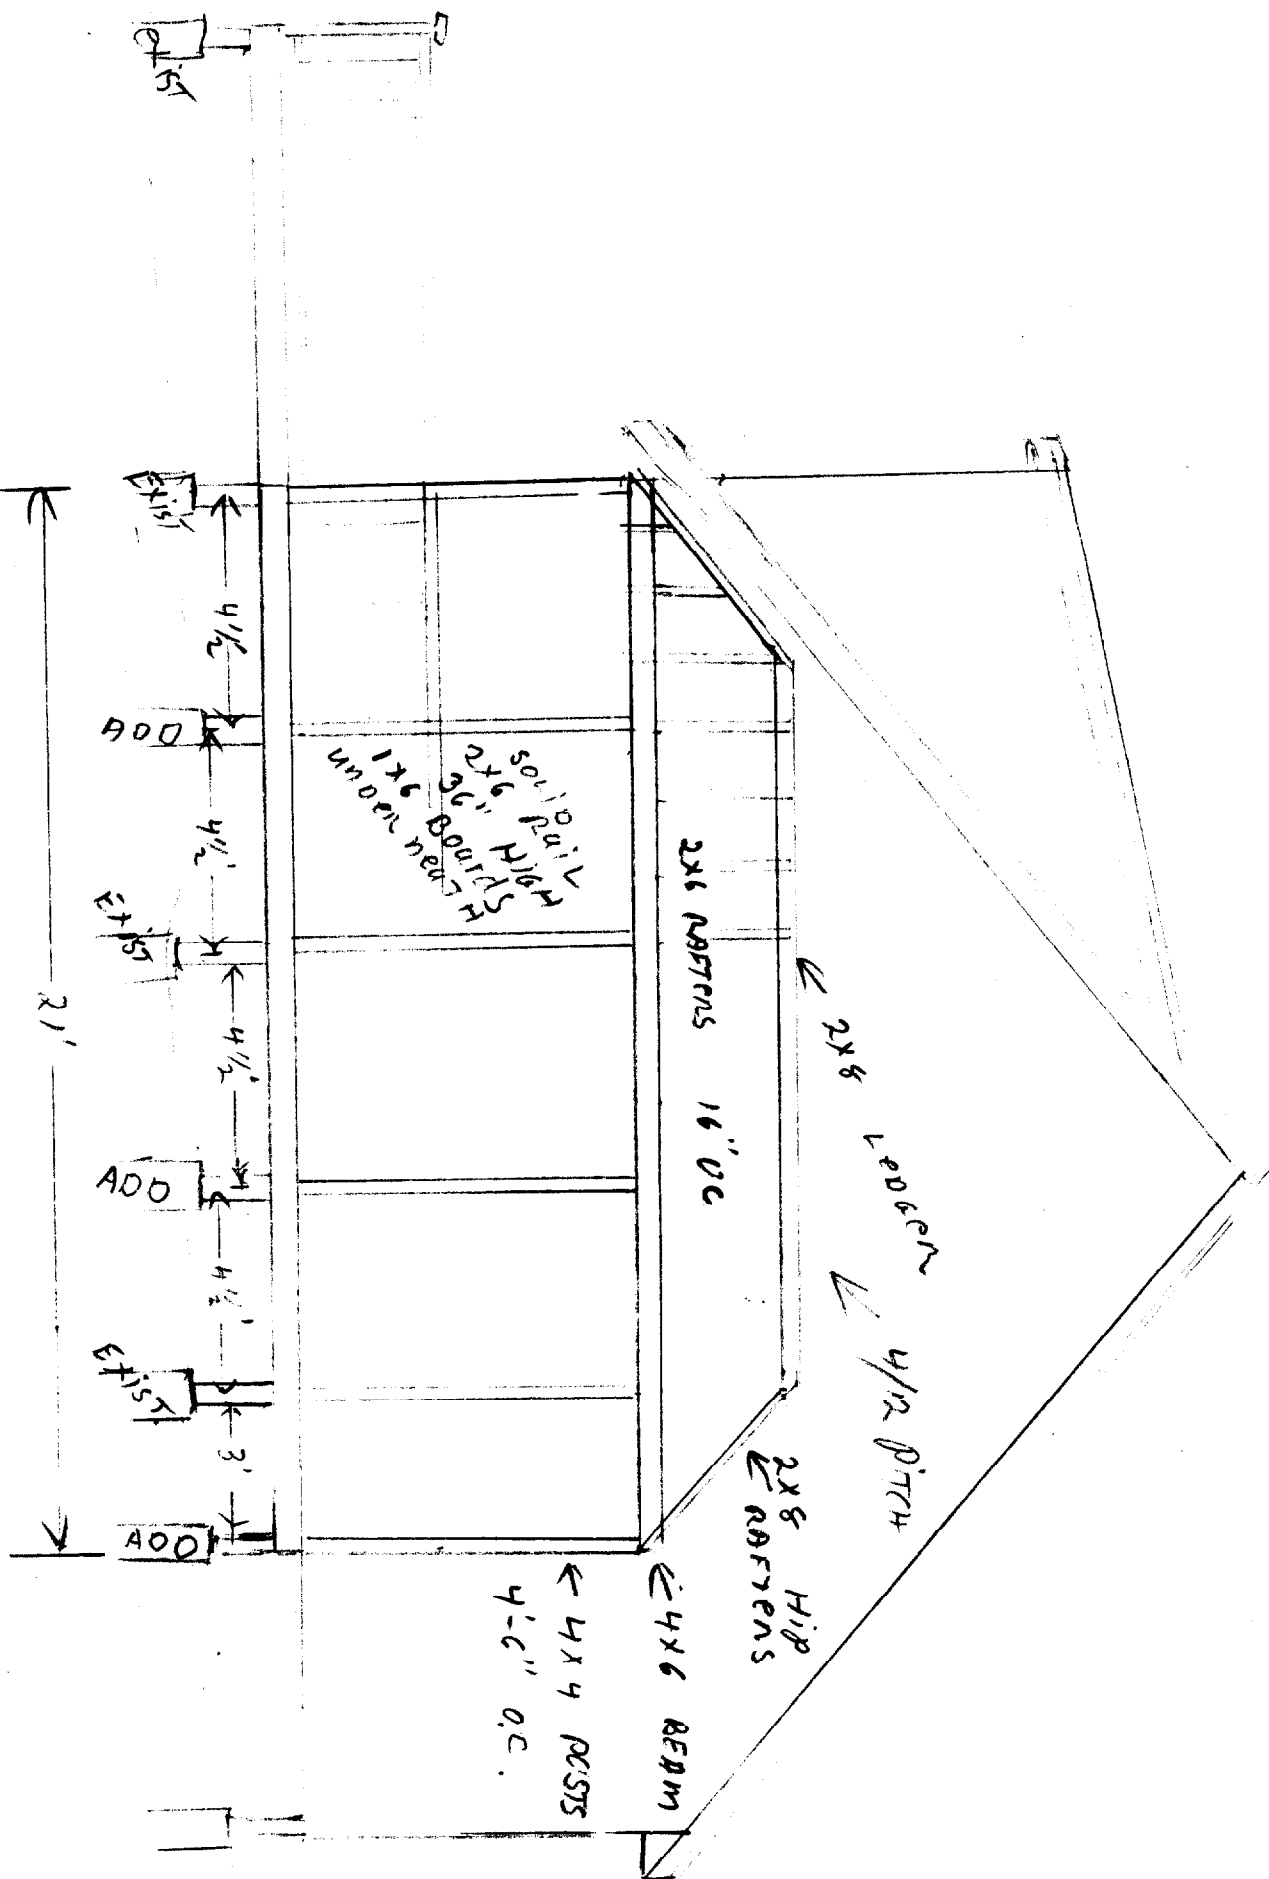 2x8 LEDGER
4/12 PITCH
2x8 HIP
RAFTERS
2x6 RAFTERS 16" OC
4x6 BEAM
4x4 POSTS
4'-6" O.C.
SOLID RAIL
2x6
36" HIGH
1x6 BOARDS
UNDERNEATH
Exist
Exist
4½'
ADD
4½'
Exist
4½'
ADD
4½'
Exist
3'
ADD
21'